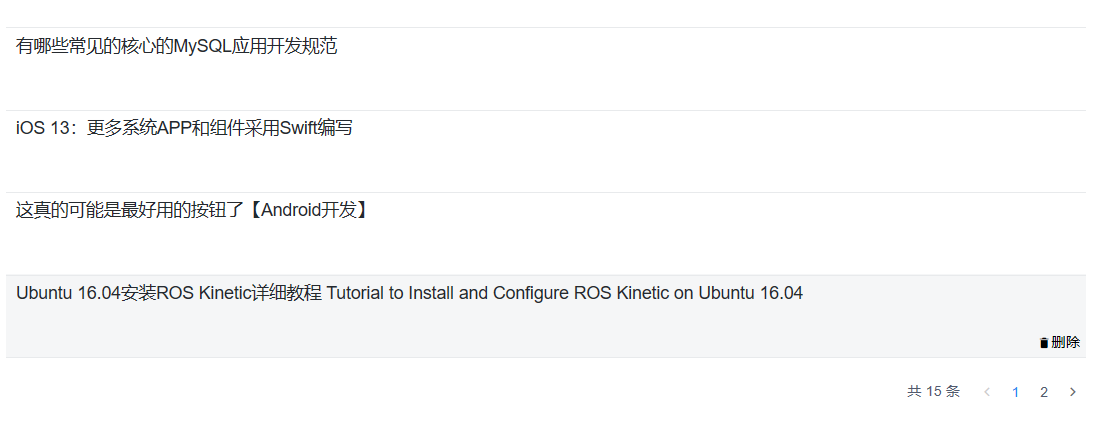 有哪些常见的核心的MySQL应用开发规范
iOS 13：更多系统APP和组件采用Swift编写
这真的可能是最好用的按钮了【Android开发】
Ubuntu 16.04安装ROS Kinetic详细教程 Tutorial to Install and Configure ROS Kinetic on Ubuntu 16.04
删除
共 15 条 < 1 2 >